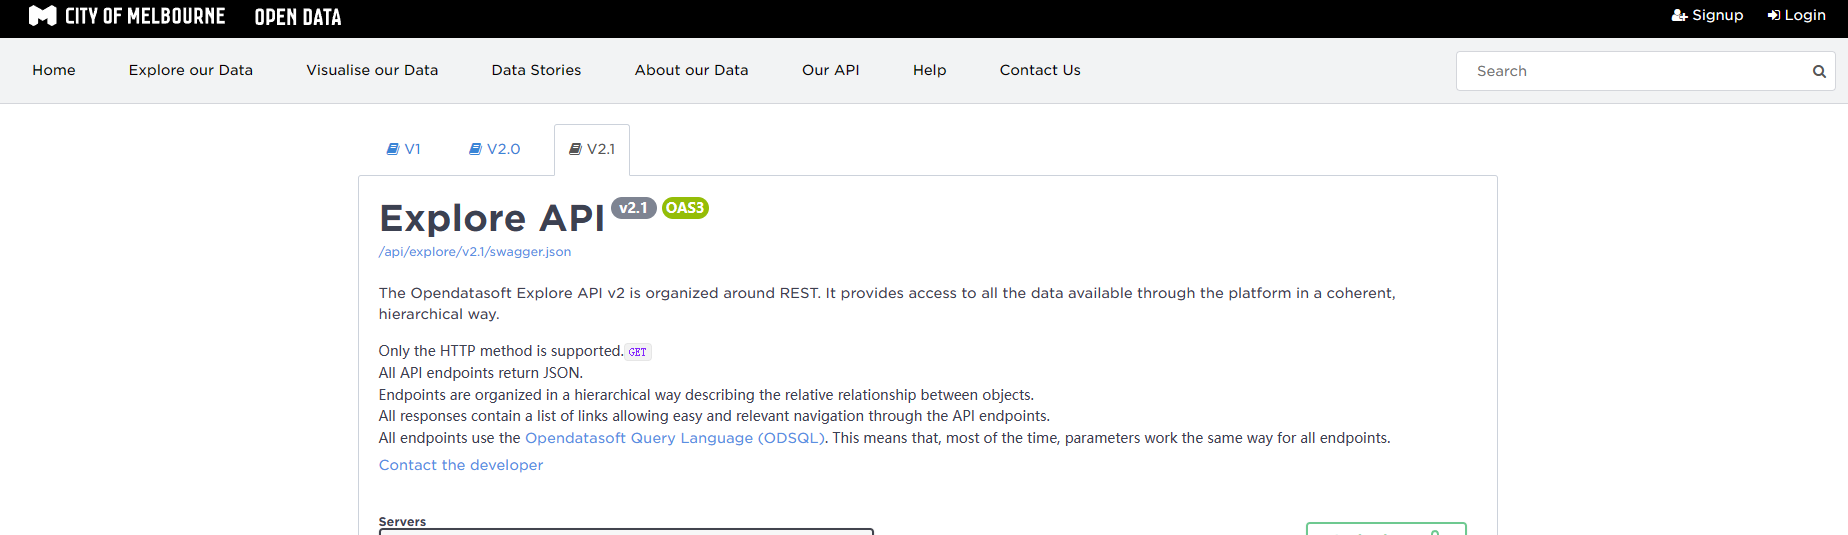 CITY OF MELBOURNE OPEN DATA Signup Login
Home Explore our Data Visualise our Data Data Stories About our Data Our API Help Contact Us Search
V1 V2.0 V2.1
Explore API v2.1 OAS3
/api/explore/v2.1/swagger.json
The Opendatasoft Explore API v2 is organized around REST. It provides access to all the data available through the platform in a coherent,
hierarchical way.
Only the HTTP method is supported. GET
All API endpoints return JSON.
Endpoints are organized in a hierarchical way describing the relative relationship between objects.
All responses contain a list of links allowing easy and relevant navigation through the API endpoints.
All endpoints use the Opendatasoft Query Language (ODSQL). This means that, most of the time, parameters work the same way for all endpoints.
Contact the developer
Servers